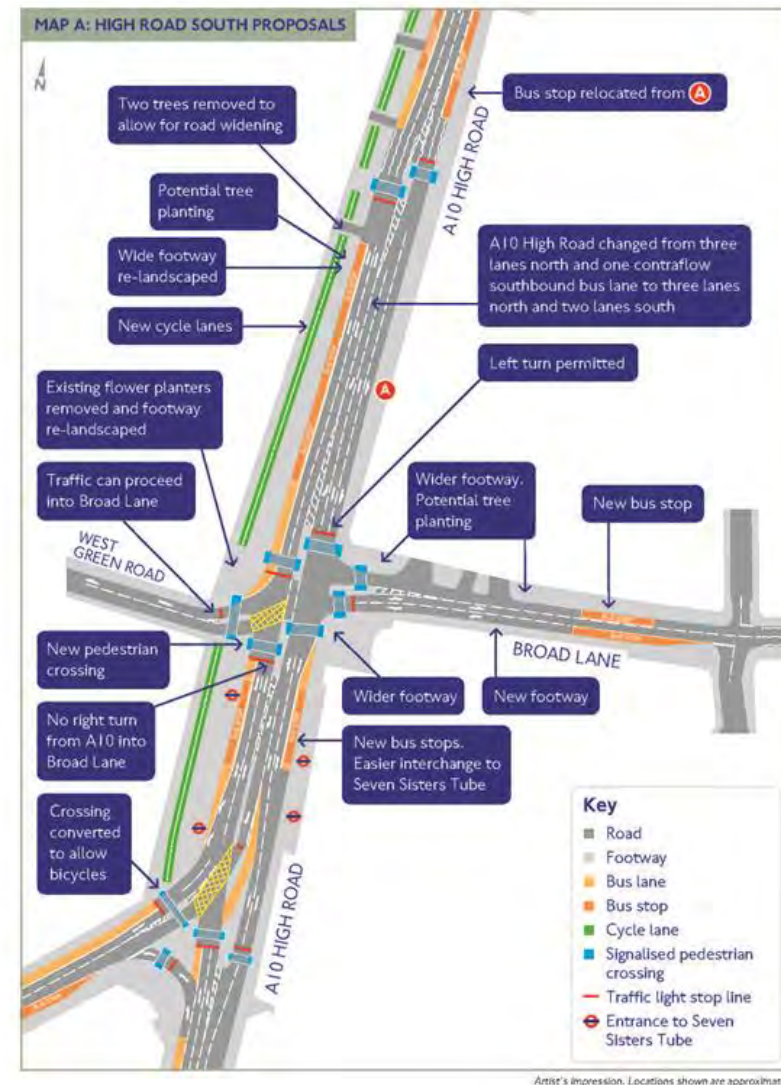 MAP A: HIGH ROAD SOUTH PROPOSALS
N
Two trees removed to
allow for road widening
Bus stop relocated from A
A10 HIGH ROAD
Potential tree
planting
Wide footway
re-landscaped
New cycle lanes
A10 High Road changed from three
lanes north and one contraflow
southbound bus lane to three lanes
north and two lanes south
Left turn permitted
A
Existing flower planters
removed and footway
re-landscaped
Traffic can proceed
into Broad Lane
Wider footway.
Potential tree
planting
New bus stop
WEST
GREEN ROAD
BROAD LANE
New pedestrian
crossing
Wider footway
New footway
No right turn
from A10 into
Broad Lane
New bus stops.
Easier interchange to
Seven Sisters Tube
Crossing
converted
to allow
bicycles
A10 HIGH ROAD
Key
Road
Footway
Bus lane
Bus stop
Cycle lane
Signalised pedestrian
crossing
Traffic light stop line
Entrance to Seven
Sisters Tube
Artist's impression. Locations shown are approximat